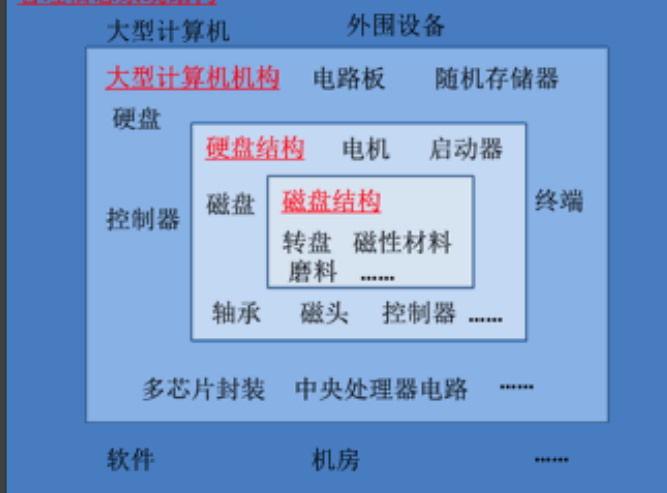 大型计算机 外围设备
大型计算机机构 电路板 随机存储器
硬盘
硬盘结构 电机 启动器
磁盘 磁盘结构 终端
控制器
转盘 磁性材料
磨料 ......
轴承 磁头 控制器 ......
多芯片封装 中央处理器电路 ......
软件 机房 ......